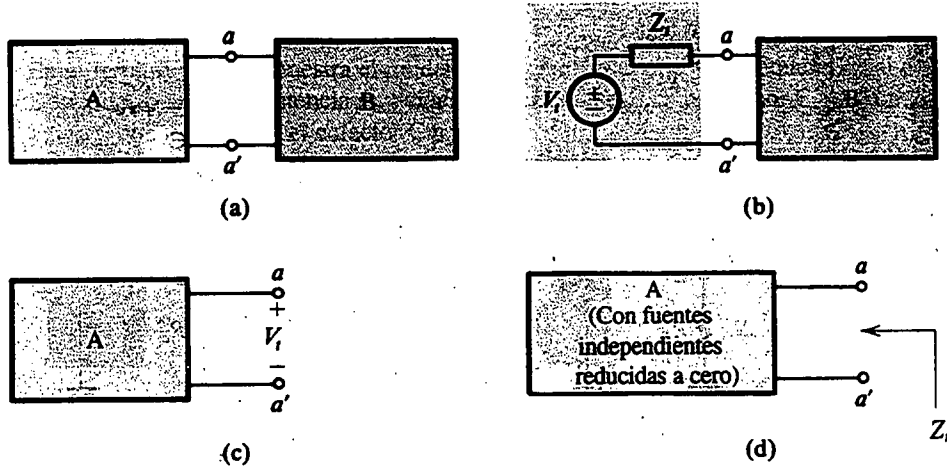 a
A
B
a'
(a)
Z_t
a
V_t
+
−
B
a'
(b)
a
+
A
V_t
−
a'
(c)
A
(Con fuentes
independientes
reducidas a cero)
a
a'
Z_t
(d)